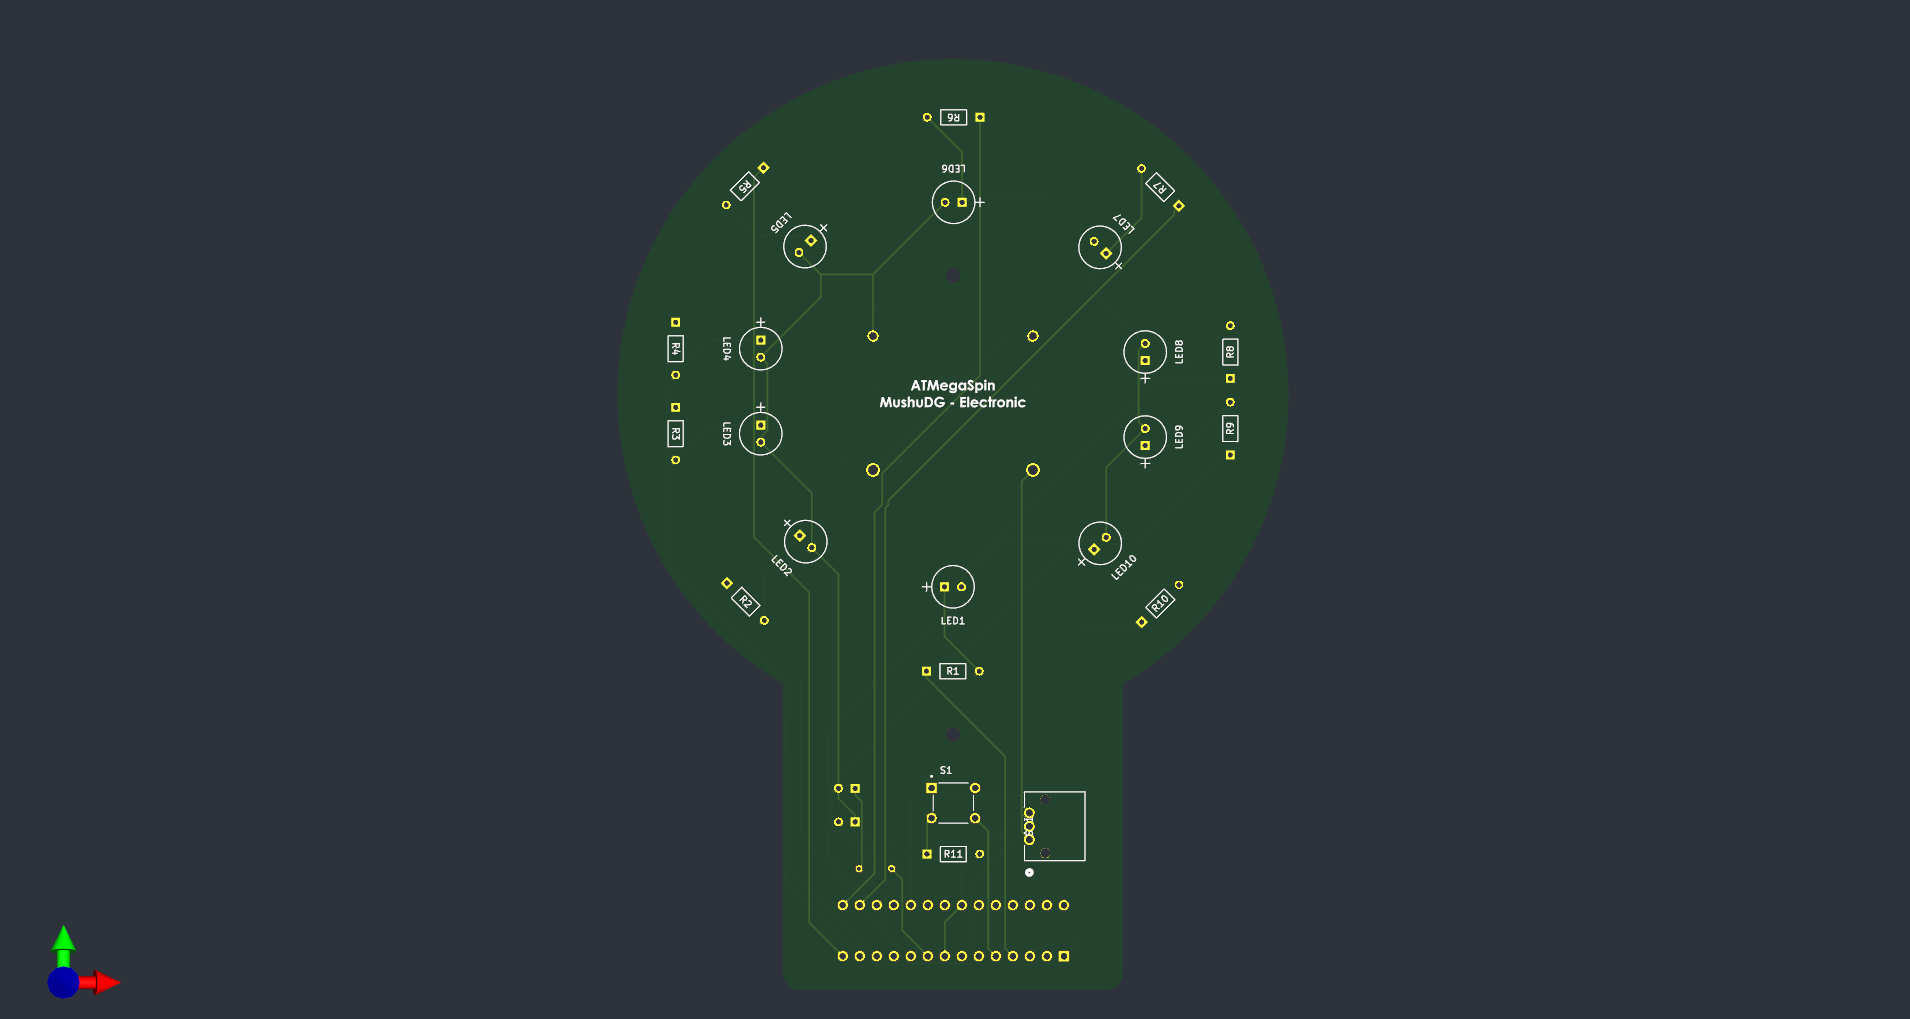 R6
LED6
R5
R7
LED5
LED7
R4
LED4
LED8
R8
ATMegaSpin
MushuDG - Electronic
R3
LED3
LED9
R9
LED2
LED10
R2
R10
LED1
R1
S1
R11